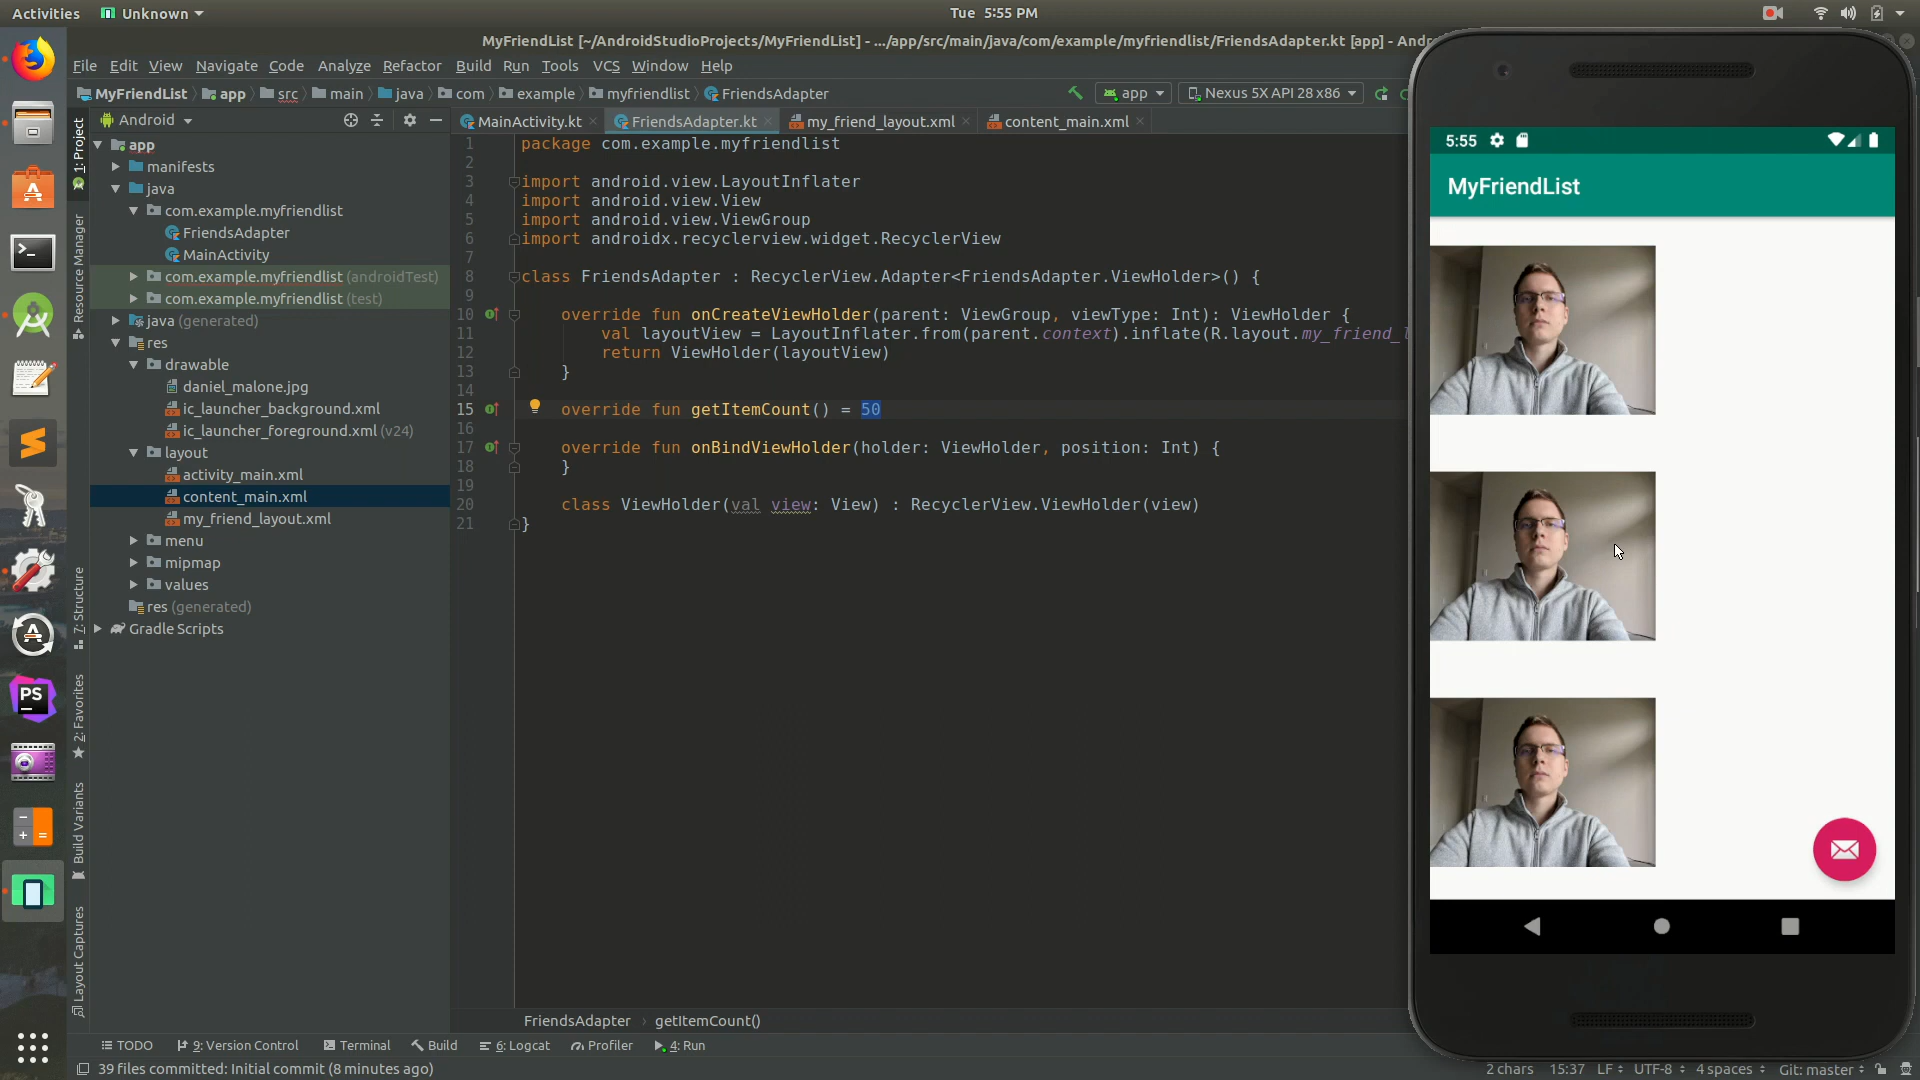 Activities Unknown Tue 5:55 PM
MyFriendList [~/AndroidStudioProjects/MyFriendList] - .../app/src/main/java/com/example/myfriendlist/FriendsAdapter.kt [app] - Andr
File Edit View Navigate Code Analyze Refactor Build Run Tools VCS Window Help
MyFriendList app src main java com example myfriendlist FriendsAdapter app Nexus 5X API 28 x86
Android MainActivity.kt FriendsAdapter.kt my_friend_layout.xml content_main.xml
1: Project
Resource Manager
7: Structure
2: Favorites
Build Variants
Layout Captures
app
manifests
java
com.example.myfriendlist
FriendsAdapter
MainActivity
com.example.myfriendlist (androidTest)
com.example.myfriendlist (test)
java (generated)
res
drawable
daniel_malone.jpg
ic_launcher_background.xml
ic_launcher_foreground.xml (v24)
layout
activity_main.xml
content_main.xml
my_friend_layout.xml
menu
mipmap
values
res (generated)
Gradle Scripts
1 package com.example.myfriendlist
2
3 import android.view.LayoutInflater
4 import android.view.View
5 import android.view.ViewGroup
6 import androidx.recyclerview.widget.RecyclerView
7
8 class FriendsAdapter : RecyclerView.Adapter<FriendsAdapter.ViewHolder>() {
9
10 override fun onCreateViewHolder(parent: ViewGroup, viewType: Int): ViewHolder {
11 val layoutView = LayoutInflater.from(parent.context).inflate(R.layout.my_friend_l
12 return ViewHolder(layoutView)
13 }
14
15 override fun getItemCount() = 50
16
17 override fun onBindViewHolder(holder: ViewHolder, position: Int) {
18 }
19
20 class ViewHolder(val view: View) : RecyclerView.ViewHolder(view)
21 }
FriendsAdapter getItemCount()
TODO 9: Version Control Terminal Build 6: Logcat Profiler 4: Run
39 files committed: Initial commit (8 minutes ago) 2 chars 15:37 LF UTF-8 4 spaces Git: master
5:55
MyFriendList
PS